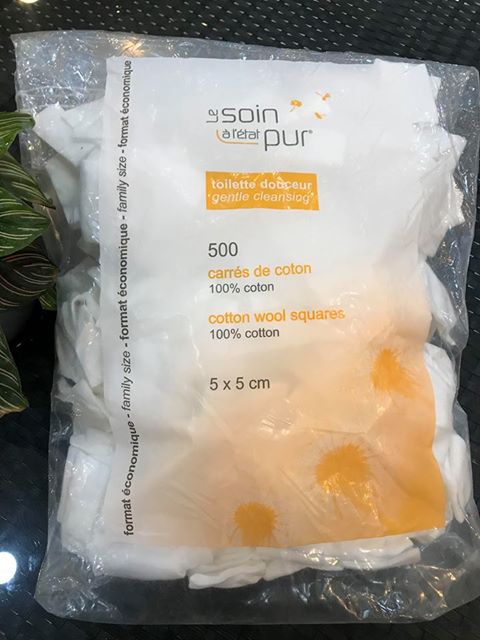 Le soin
à l'état pur®
toilette douceur
gentle cleansing
500
carrés de coton
100% coton
cotton wool squares
100% cotton
5 x 5 cm
format économique - family size - format économique - family size - format économique